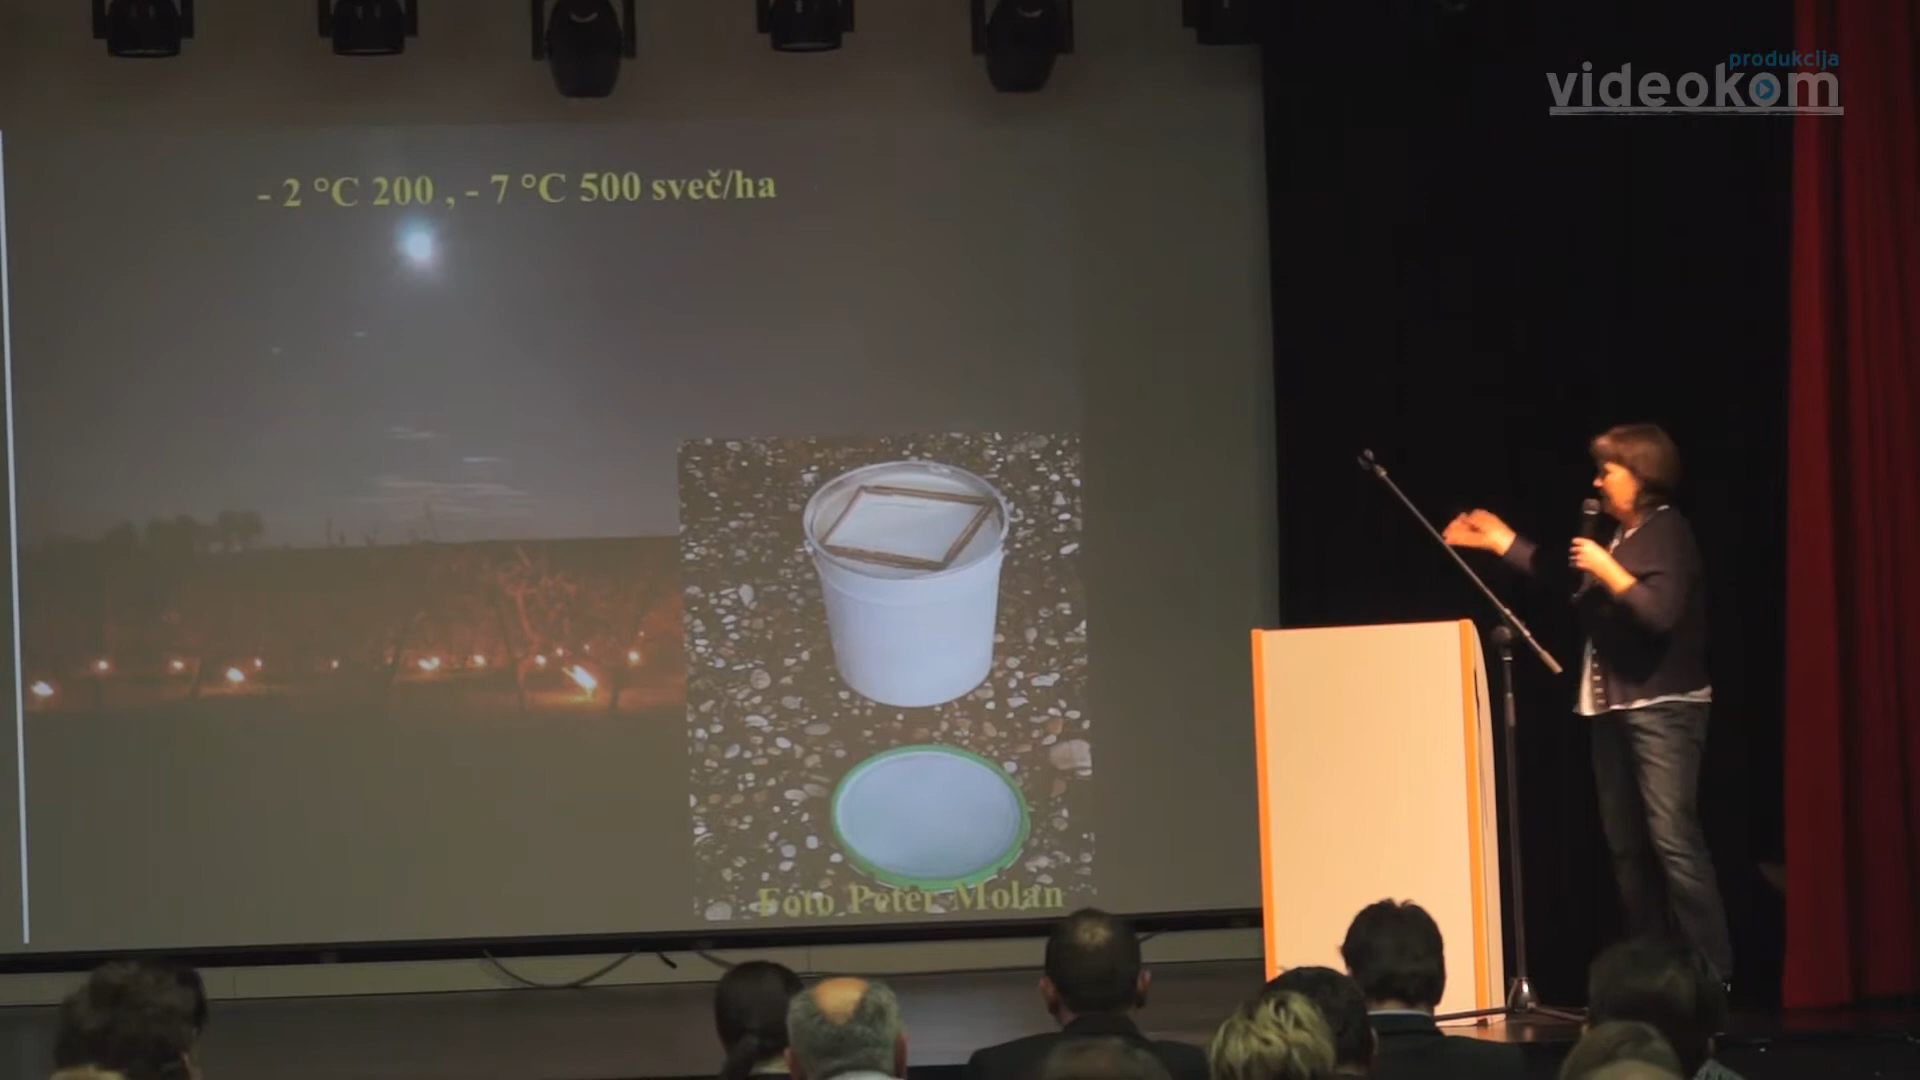 produkcija
videokom
- 2 °C 200 , - 7 °C 500 sveč/ha
Foto Peter Molan